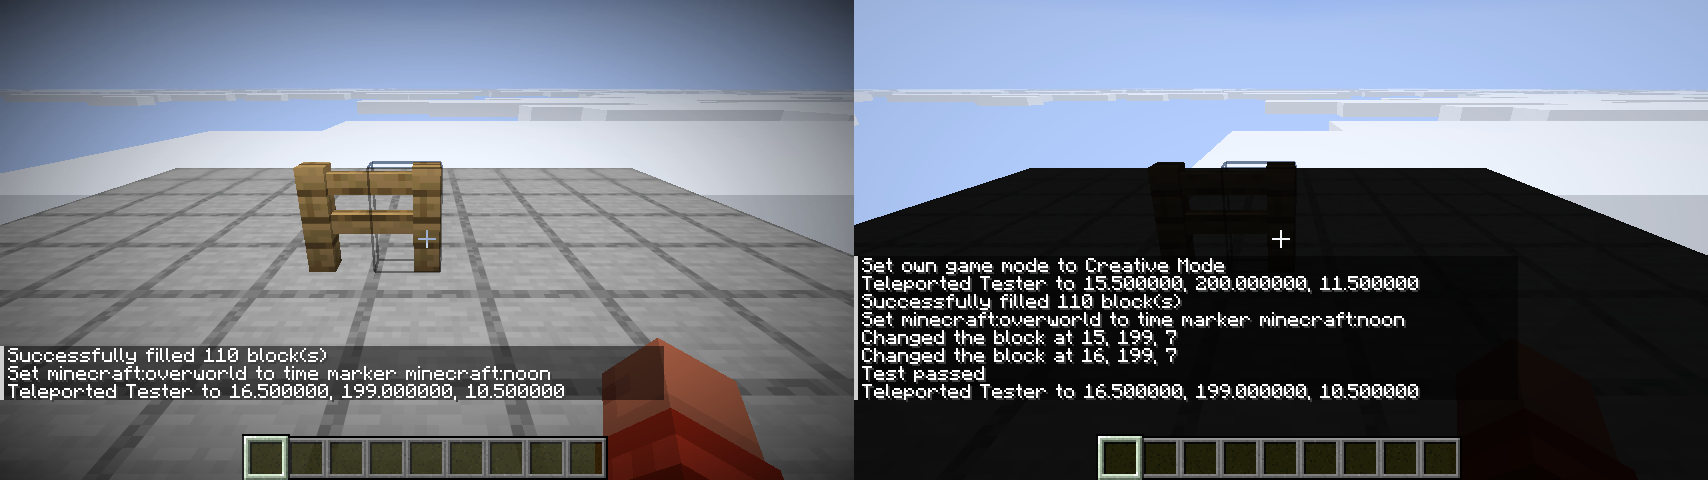 Successfully filled 110 block(s)
Set minecraft:overworld to time marker minecraft:noon
Teleported Tester to 16.500000, 199.000000, 10.500000
Set own game mode to Creative Mode
Teleported Tester to 15.500000, 200.000000, 11.500000
Successfully filled 110 block(s)
Set minecraft:overworld to time marker minecraft:noon
Changed the block at 15, 199, 7
Changed the block at 16, 199, 7
Test passed
Teleported Tester to 16.500000, 199.000000, 10.500000